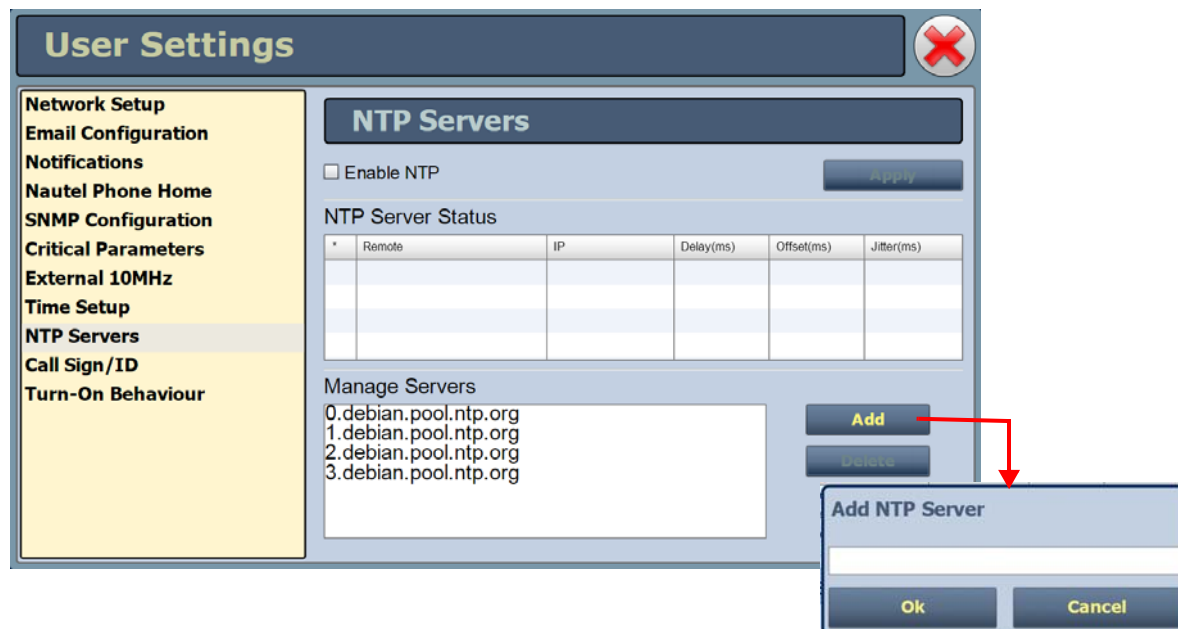 User Settings
Network Setup
Email Configuration
Notifications
Nautel Phone Home
SNMP Configuration
Critical Parameters
External 10MHz
Time Setup
NTP Servers
Call Sign/ID
Turn-On Behaviour
NTP Servers
Enable NTP
Apply
NTP Server Status
* Remote IP Delay(ms) Offset(ms) Jitter(ms)
Manage Servers
0.debian.pool.ntp.org
1.debian.pool.ntp.org
2.debian.pool.ntp.org
3.debian.pool.ntp.org
Add
Delete
Add NTP Server
Ok Cancel